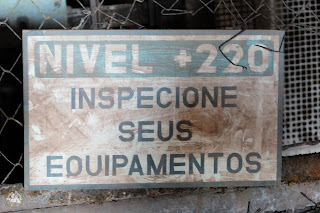 NIVEL +220
INSPECIONE
SEUS
EQUIPAMENTOS